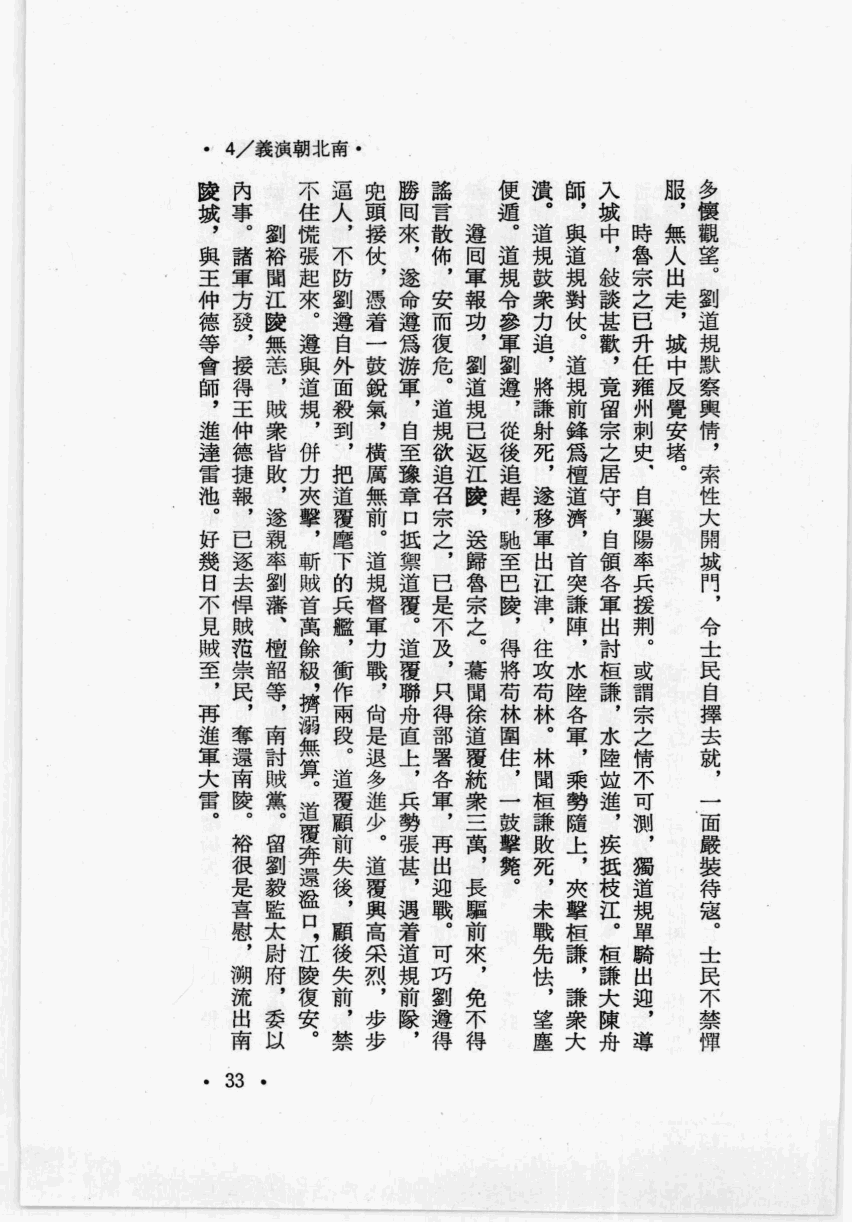 •南北朝演義／4 •
多懷觀望。劉道規默察輿情，索性大開城門，令士民自擇去就，一面嚴裝待寇。士民不禁憚
服，無人出走，城中反覺安堵。
時魯宗之已升任雍州刺史、自襄陽率兵援荆。或謂宗之情不可測，獨道規單騎出迎，導
入城中，敍談甚歡，竟留宗之居守，自領各軍出討桓謙，水陸竝進，疾抵枝江。桓謙大陳舟
師，與道規對仗。道規前鋒爲檀道濟，首突謙陣，水陸各軍，乘勢隨上，夾擊桓謙，謙衆大
潰。道規鼓衆力追，將謙射死，遂移軍出江津，往攻苟林。林聞桓謙敗死，未戰先怯，望塵
便遁。道規令參軍劉遵，從後追趕，馳至巴陵，得將苟林圍住，一鼓擊斃。
遵回軍報功，劉道規已返江陵，送歸魯宗之。驀聞徐道覆統衆三萬，長驅前來，免不得
謠言散佈，安而復危。道規欲追召宗之，已是不及，只得部署各軍，再出迎戰。可巧劉遵得
勝回來，遂命遵爲游軍，自至豫章口抵禦道覆。道覆聯舟直上，兵勢張甚，遇着道規前隊，
兜頭接仗，憑着一鼓銳氣，橫厲無前。道規督軍力戰，尙是退多進少。道覆興高采烈，步步
逼人，不防劉遵自外面殺到，把道覆麾下的兵艦，衝作兩段。道覆顧前失後，顧後失前，禁
不住慌張起來。遵與道規，併力夾擊，斬賊首萬餘級，擠溺無算。道覆奔還湓口，江陵復安。
劉裕聞江陵無恙，賊衆皆敗，遂親率劉藩、檀韶等，南討賊黨。留劉毅監太尉府，委以
內事。諸軍方發，接得王仲德捷報，已逐去悍賊范崇民，奪還南陵。裕很是喜慰，溯流出南
陵城，與王仲德等會師，進達雷池。好幾日不見賊至，再進軍大雷。
• 33 •